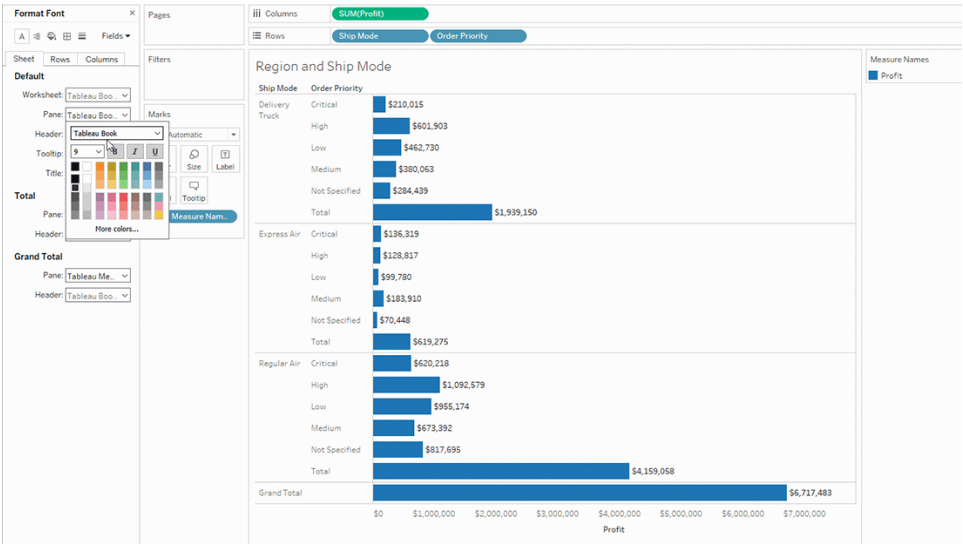 Format Font ×
A Fields
Sheet Rows Columns
Default
Worksheet: Tableau Boo..
Pane: Tableau Boo..
Header:
Tableau Book
Tooltip:
9 B I U
Title:
Total
More colors...
Pane:
Header:
Grand Total
Pane: Tableau Me..
Header: Tableau Boo..
Pages
Filters
Marks
Automatic
Size Label
Tooltip
Measure Nam..
Columns SUM(Profit)
Rows Ship Mode Order Priority
Region and Ship Mode
Ship Mode Order Priority
Delivery Truck Critical $210,015
High $601,903
Low $462,730
Medium $380,063
Not Specified $284,439
Total $1,939,150
Express Air Critical $136,319
High $128,817
Low $99,780
Medium $183,910
Not Specified $70,448
Total $619,275
Regular Air Critical $620,218
High $1,092,579
Low $955,174
Medium $673,392
Not Specified $817,695
Total $4,159,058
Grand Total $6,717,483
$0 $1,000,000 $2,000,000 $3,000,000 $4,000,000 $5,000,000 $6,000,000 $7,000,000
Profit
Measure Names
Profit